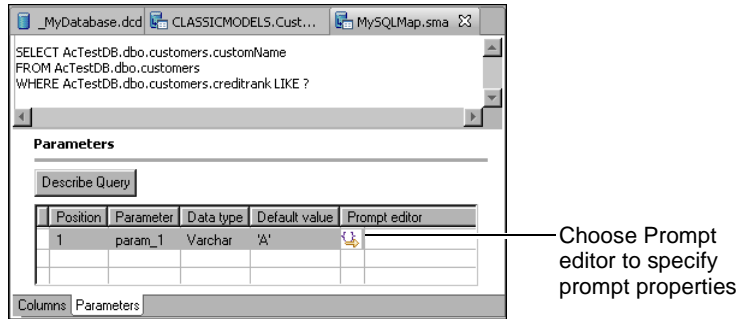 _MyDatabase.dcd CLASSICMODELS.Cust... MySQLMap.sma
SELECT AcTestDB.dbo.customers.customName
FROM AcTestDB.dbo.customers
WHERE AcTestDB.dbo.customers.creditrank LIKE ?
Parameters
Describe Query
Position Parameter Data type Default value Prompt editor
1 param_1 Varchar 'A'
Columns Parameters
Choose Prompt
editor to specify
prompt properties